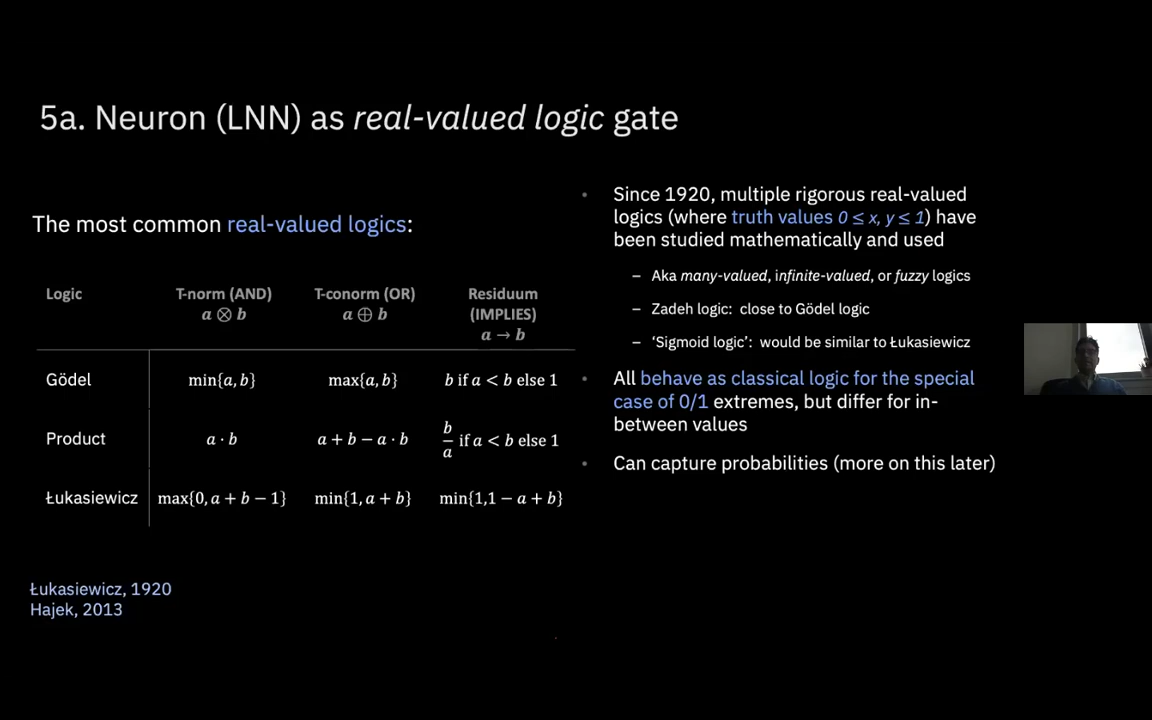 5a. Neuron (LNN) as real-valued logic gate
The most common real-valued logics:
Logic T-norm (AND) T-conorm (OR) Residuum
a ⊗ b a ⊕ b (IMPLIES)
a → b
Gödel min{a, b} max{a, b} b if a < b else 1
Product a · b a + b − a · b b/a if a < b else 1
Łukasiewicz max{0, a + b − 1} min{1, a + b} min{1,1 − a + b}
Łukasiewicz, 1920
Hajek, 2013
• Since 1920, multiple rigorous real-valued
logics (where truth values 0 ≤ x, y ≤ 1) have
been studied mathematically and used
– Aka many-valued, infinite-valued, or fuzzy logics
– Zadeh logic: close to Gödel logic
– ‘Sigmoid logic’: would be similar to Łukasiewicz
• All behave as classical logic for the special
case of 0/1 extremes, but differ for in-
between values
• Can capture probabilities (more on this later)